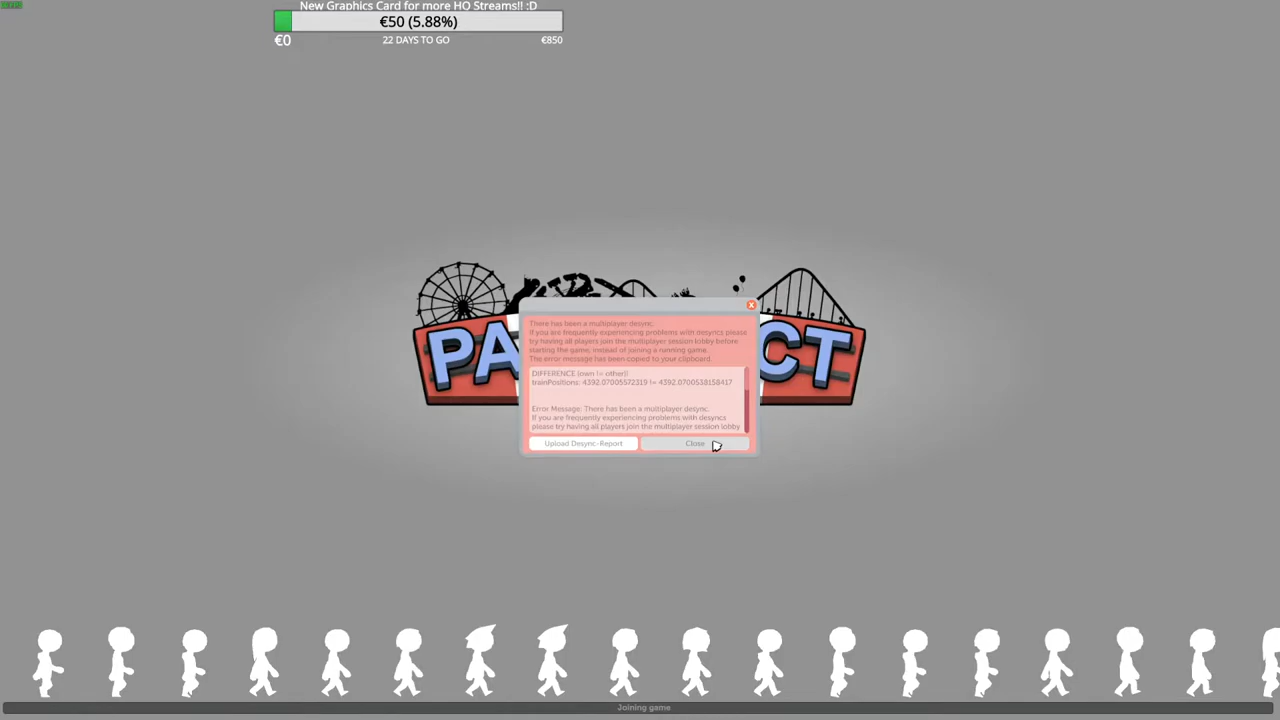 New Graphics Card for more HQ Streams!! :D
€50 (5.88%)
€0
22 DAYS TO GO
€850
PA
CT
There has been a multiplayer desync.
If you are frequently experiencing problems with desyncs please
try having all players join the multiplayer session lobby before
starting the game, instead of joining a running game.
The error message has been copied to your clipboard.
DIFFERENCE (own != other)!
trainPositions: 4392.07005572319 != 4392.0700538158417
Error Message: There has been a multiplayer desync.
If you are frequently experiencing problems with desyncs
please try having all players join the multiplayer session lobby
Upload Desync-Report
Close
Joining game